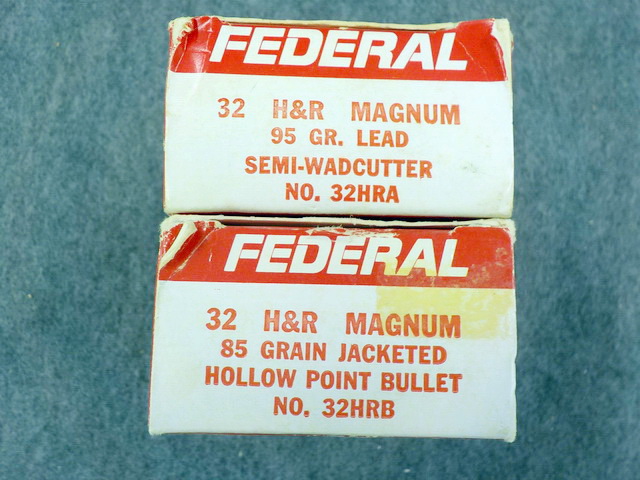 FEDERAL
32 H&R MAGNUM
95 GR. LEAD
SEMI-WADCUTTER
NO. 32HRA
FEDERAL
32 H&R MAGNUM
85 GRAIN JACKETED
HOLLOW POINT BULLET
NO. 32HRB